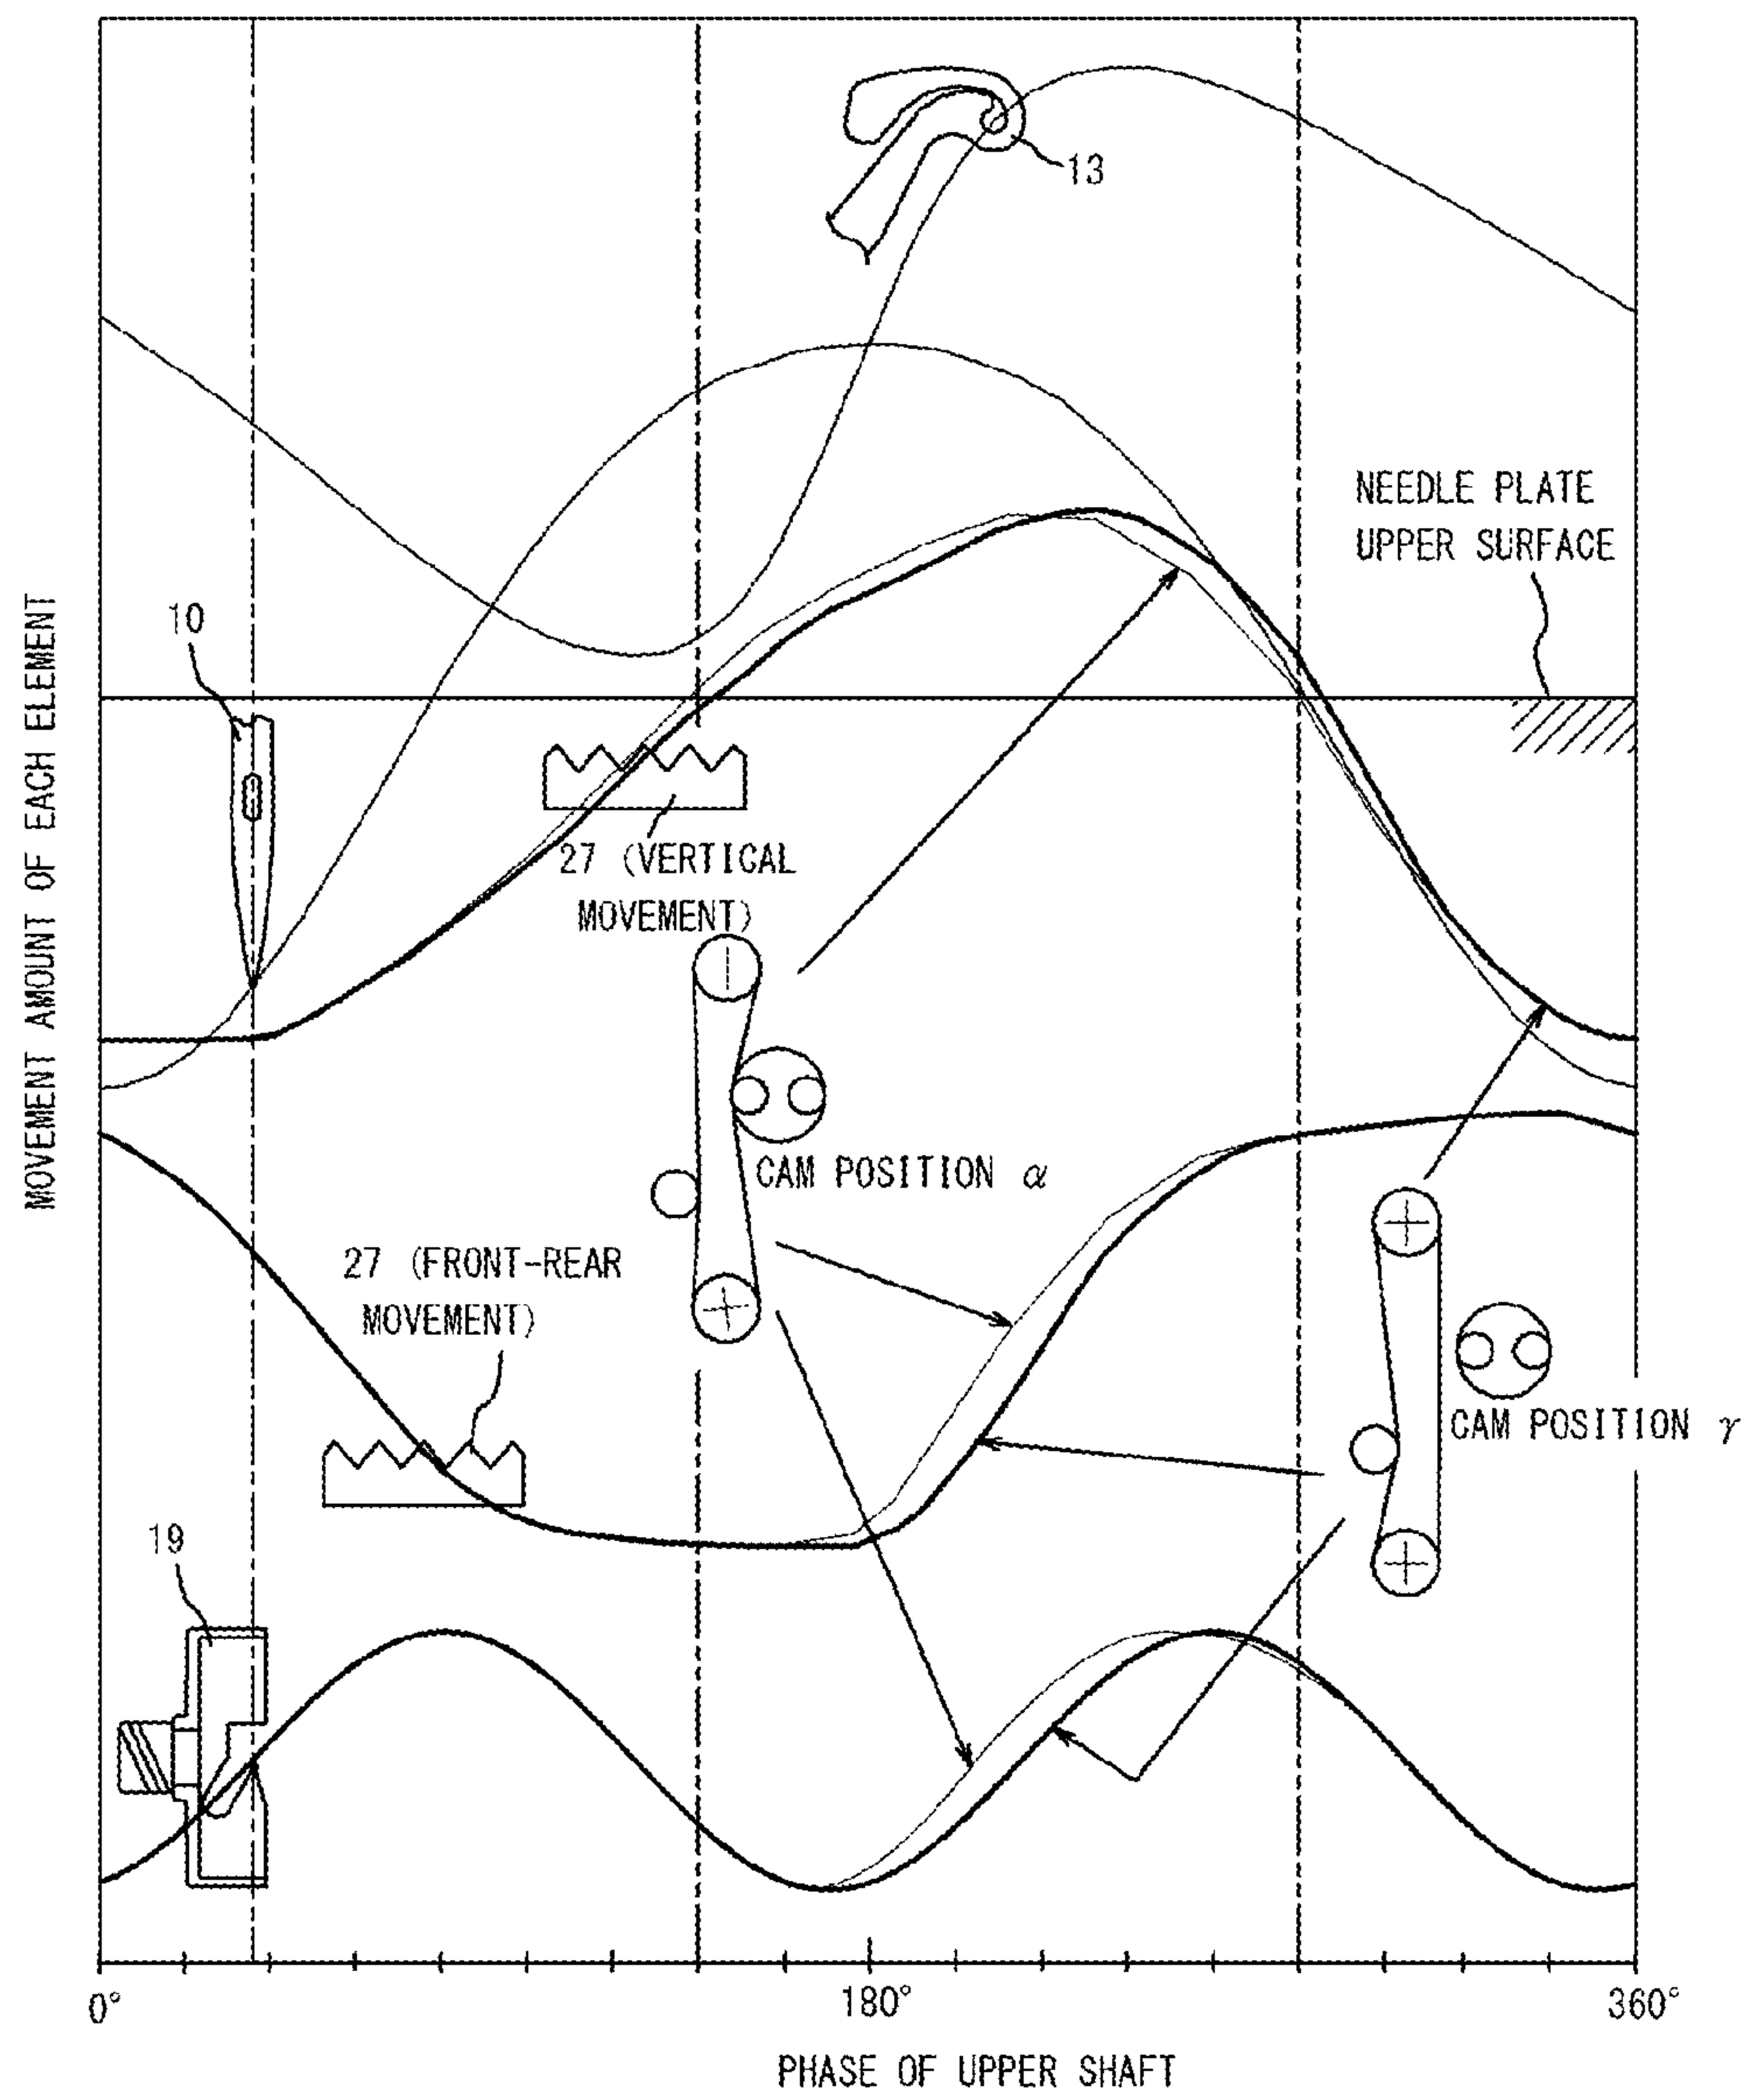 13
NEEDLE PLATE
UPPER SURFACE
10
MOVEMENT AMOUNT OF EACH ELEMENT
27 (VERTICAL
MOVEMENT)
CAM POSITION α
27 (FRONT-REAR
MOVEMENT)
CAM POSITION γ
19
0°
180°
360°
PHASE OF UPPER SHAFT